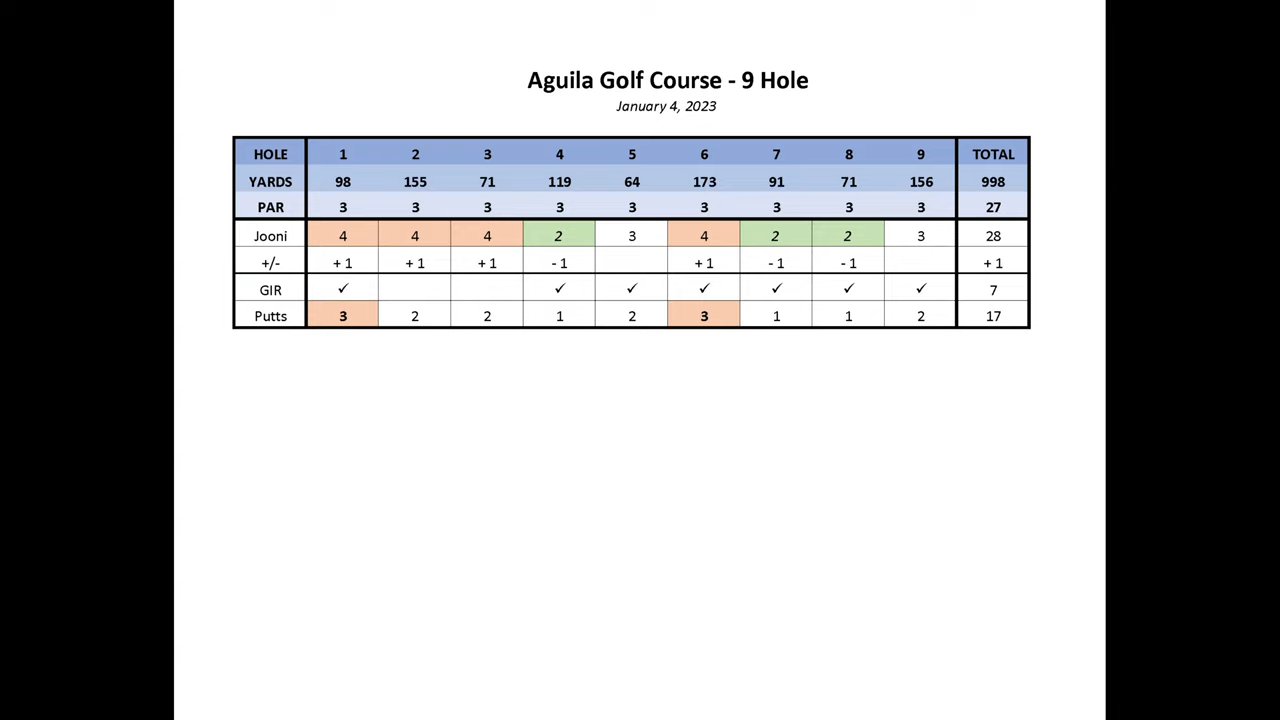 Aguila Golf Course - 9 Hole
January 4, 2023
HOLE 1 2 3 4 5 6 7 8 9 TOTAL
YARDS 98 155 71 119 64 173 91 71 156 998
PAR 3 3 3 3 3 3 3 3 3 27
Jooni 4 4 4 2 3 4 2 2 3 28
+/- + 1 + 1 + 1 - 1 + 1 - 1 - 1 + 1
GIR ✓ ✓ ✓ ✓ ✓ ✓ ✓ 7
Putts 3 2 2 1 2 3 1 1 2 17